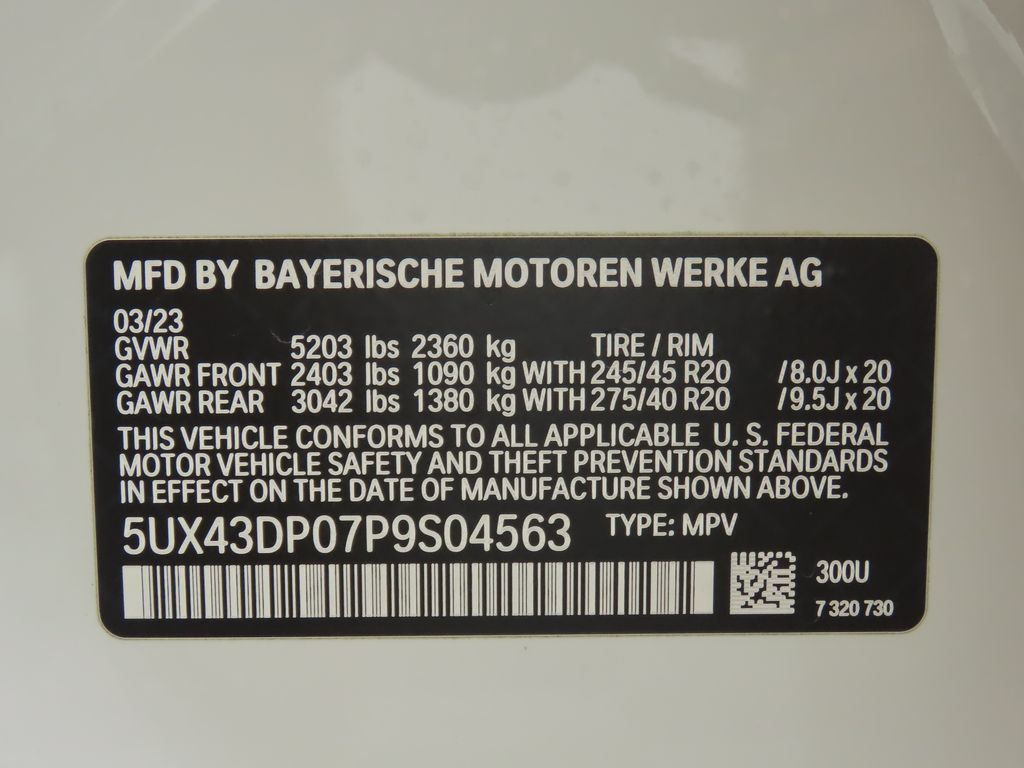 MFD BY BAYERISCHE MOTOREN WERKE AG
03/23
GVWR 5203 lbs 2360 kg TIRE / RIM
GAWR FRONT 2403 lbs 1090 kg WITH 245/45 R20 /8.0J x 20
GAWR REAR 3042 lbs 1380 kg WITH 275/40 R20 /9.5J x 20
THIS VEHICLE CONFORMS TO ALL APPLICABLE U. S. FEDERAL
MOTOR VEHICLE SAFETY AND THEFT PREVENTION STANDARDS
IN EFFECT ON THE DATE OF MANUFACTURE SHOWN ABOVE.
5UX43DP07P9S04563 TYPE: MPV
300U
7 320 730